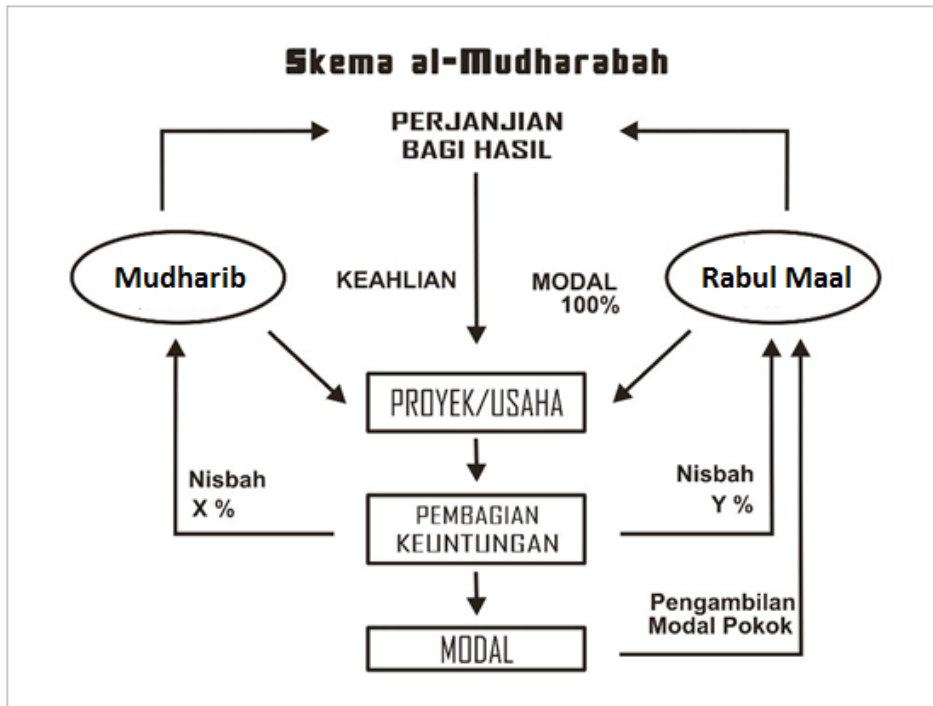 Skema al-Mudharabah
PERJANJIAN
BAGI HASIL
Mudharib
KEAHLIAN
MODAL
100%
Rabul Maal
PROYEK/USAHA
Nisbah
X %
PEMBAGIAN
KEUNTUNGAN
Nisbah
Y %
MODAL
Pengambilan
Modal Pokok